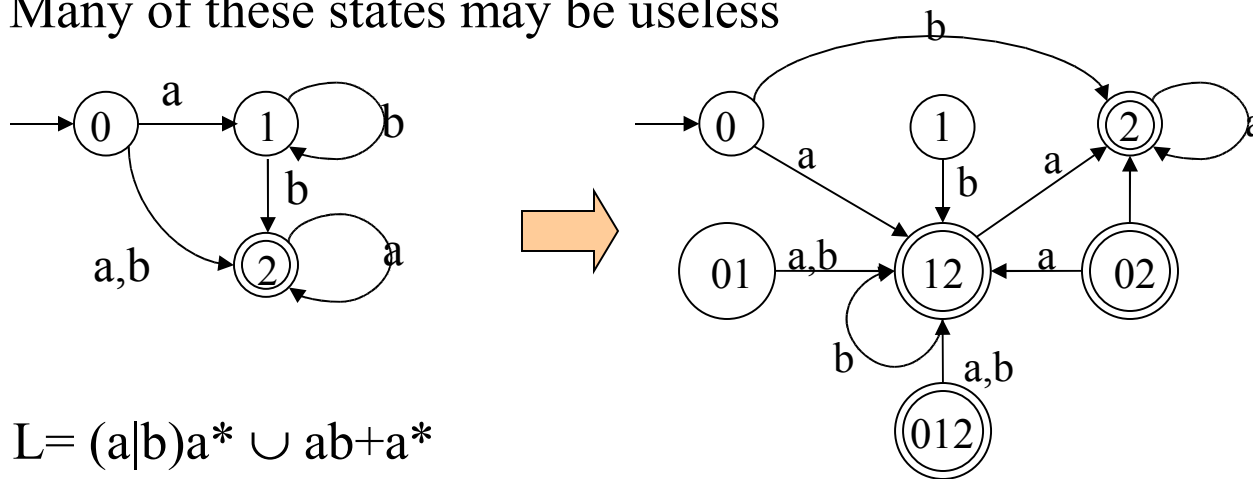 Many of these states may be useless
b
a
0
1
b
0
1
2
a
a
b
b
a
a,b
2
a
01
a,b
12
a
02
b
a,b
012
L= (a|b)a* ∪ ab+a*